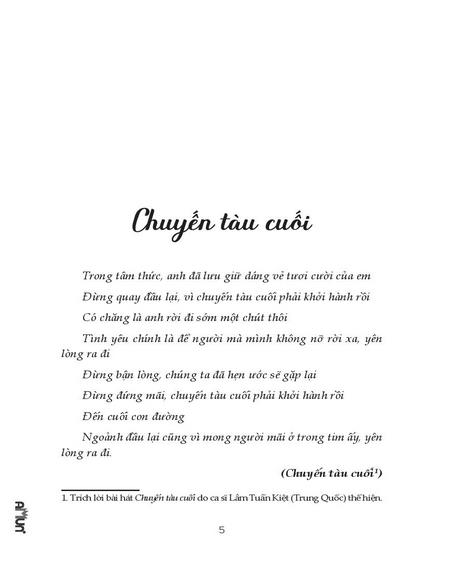 Chuyến tàu cuối
Trong tâm thức, anh đã lưu giữ dáng vẻ tươi cười của em
Đừng quay đầu lại, vì chuyến tàu cuối phải khởi hành rồi
Có chăng là anh rời đi sớm một chút thôi
Tình yêu chính là để người mà mình không nỡ rời xa, yên
lòng ra đi
Đừng bận lòng, chúng ta đã hẹn ước sẽ gặp lại
Đừng đứng mãi, chuyến tàu cuối phải khởi hành rồi
Đến cuối con đường
Ngoảnh đầu lại cũng vì mong người mãi ở trong tim ấy, yên
lòng ra đi.
(Chuyến tàu cuối¹)
1. Trích lời bài hát Chuyến tàu cuối do ca sĩ Lâm Tuấn Kiệt (Trung Quốc) thể hiện.
5